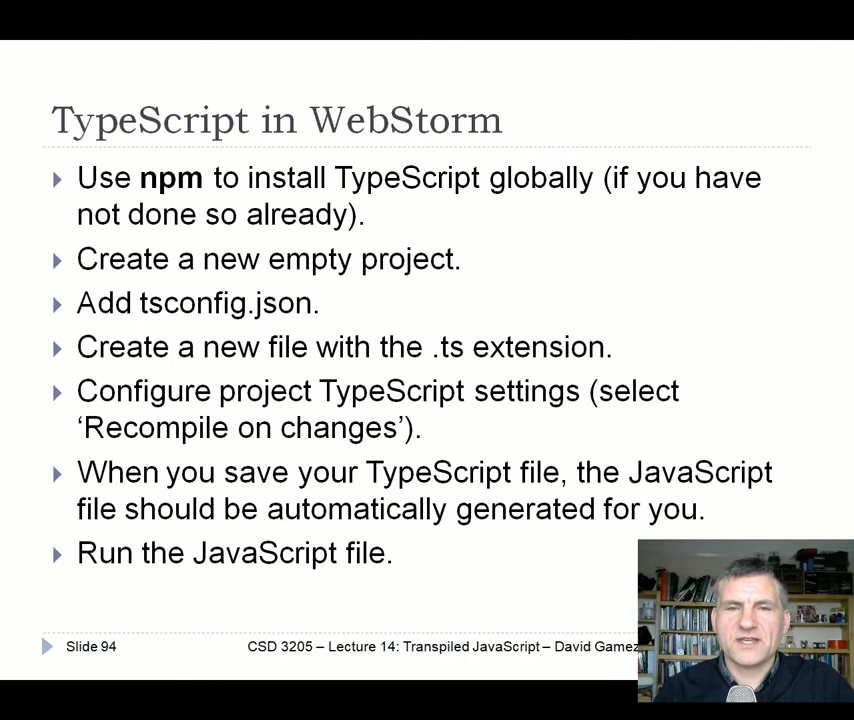 TypeScript in WebStorm
Use npm to install TypeScript globally (if you have
not done so already).
Create a new empty project.
Add tsconfig.json.
Create a new file with the .ts extension.
Configure project TypeScript settings (select
‘Recompile on changes’).
When you save your TypeScript file, the JavaScript
file should be automatically generated for you.
Run the JavaScript file.
Slide 94
CSD 3205 – Lecture 14: Transpiled JavaScript – David Gamez